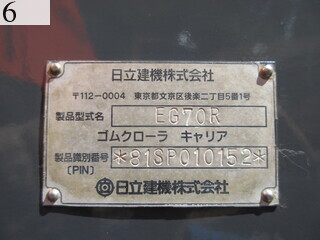 6
日立建機株式会社
〒112-0004 東京都文京区後楽二丁目5番1号
製品型式名 EG70R
ゴムクローラ キャリア
製品識別番号 *81SP010152*
〔PIN〕
日立建機株式会社